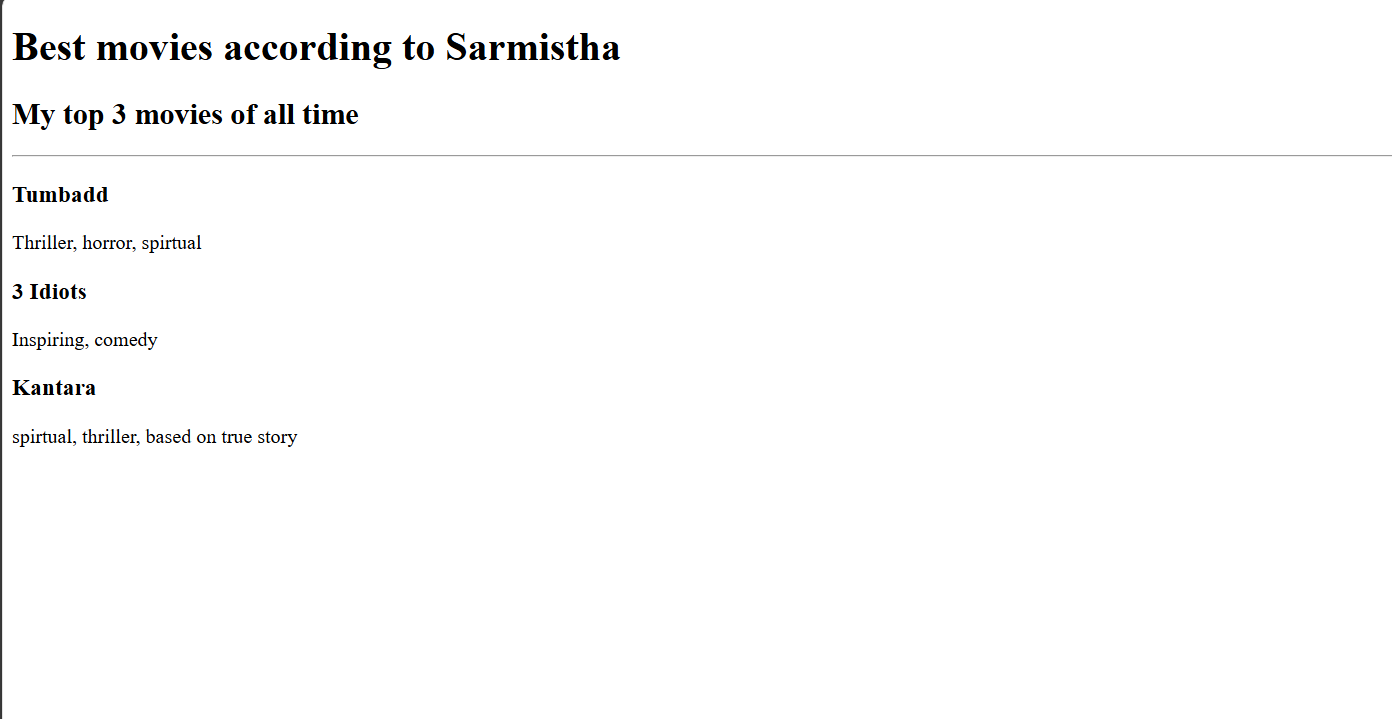 Best movies according to Sarmistha
My top 3 movies of all time
Tumbadd
Thriller, horror, spirtual
3 Idiots
Inspiring, comedy
Kantara
spirtual, thriller, based on true story